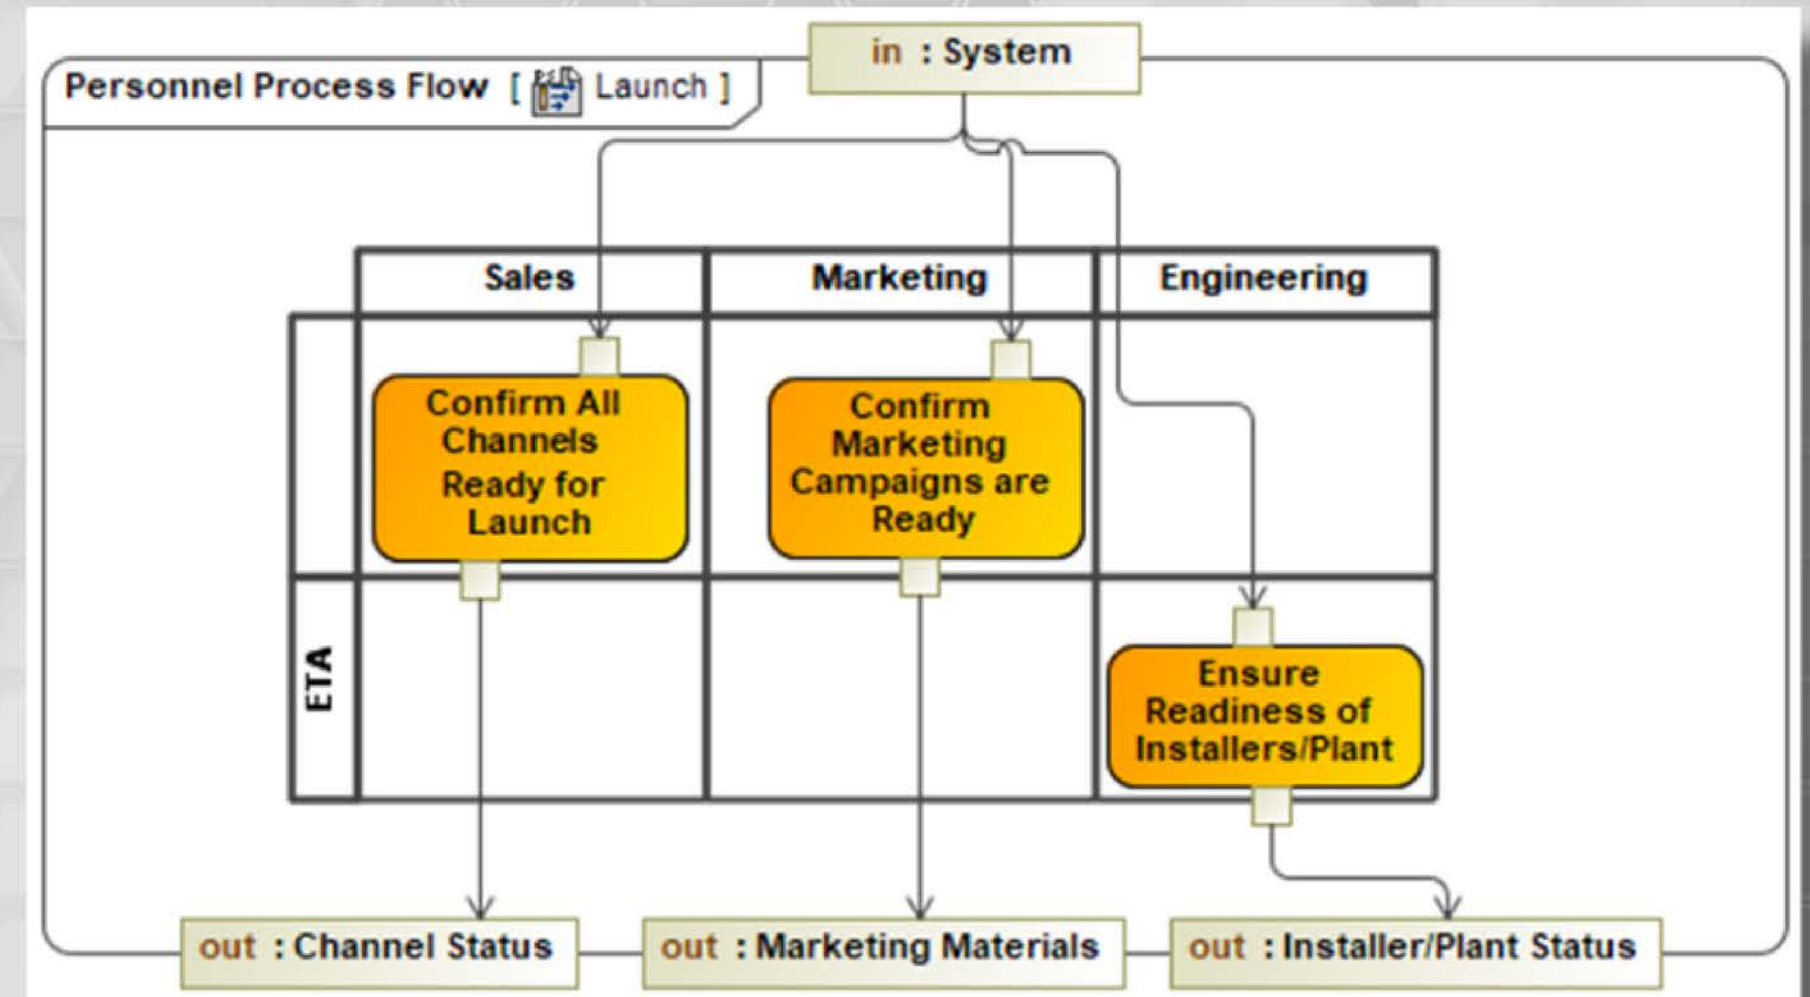 in : System
Personnel Process Flow [ Launch ]
Sales
Marketing
Engineering
Confirm All
Channels
Ready for
Launch
Confirm
Marketing
Campaigns are
Ready
ETA
Ensure
Readiness of
Installers/Plant
out : Channel Status
out : Marketing Materials
out : Installer/Plant Status